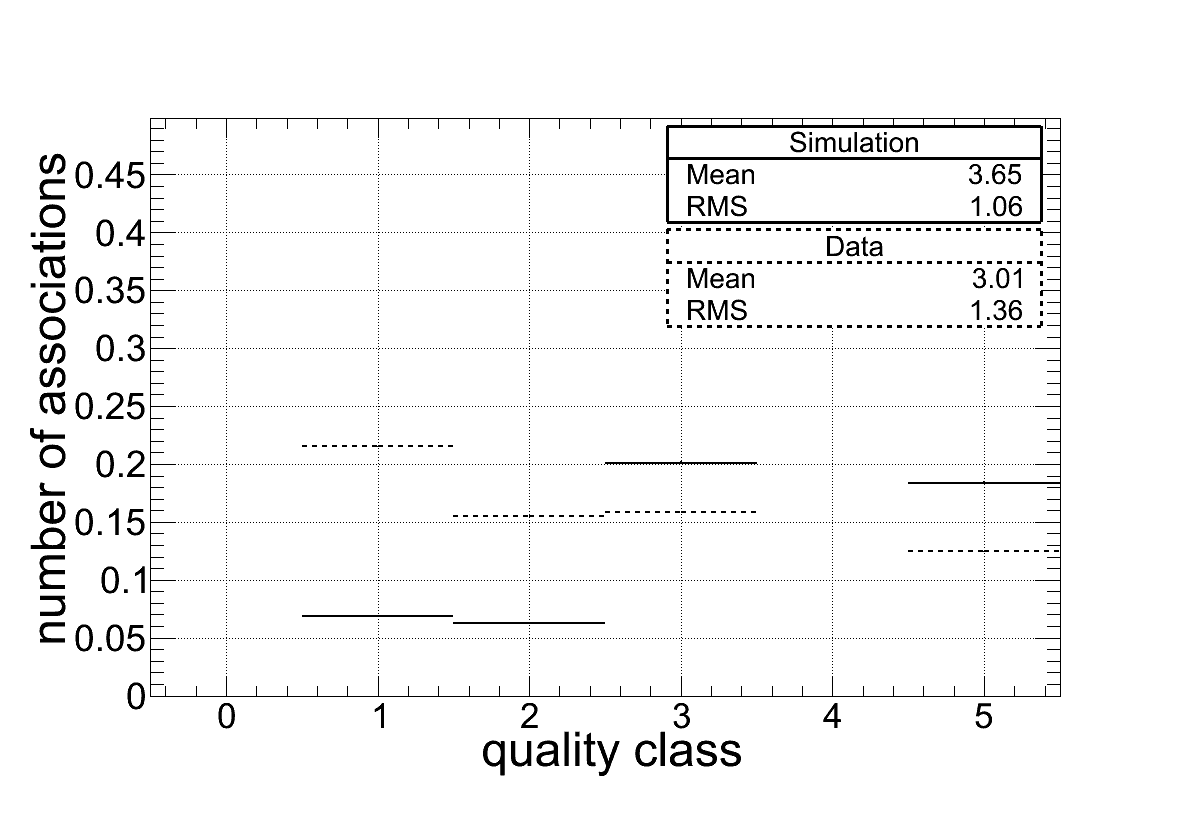 Simulation
Mean 3.65
RMS 1.06
Data
Mean 3.01
RMS 1.36
number of associations
0.45
0.4
0.35
0.3
0.25
0.2
0.15
0.1
0.05
0
0 1 2 3 4 5
quality class